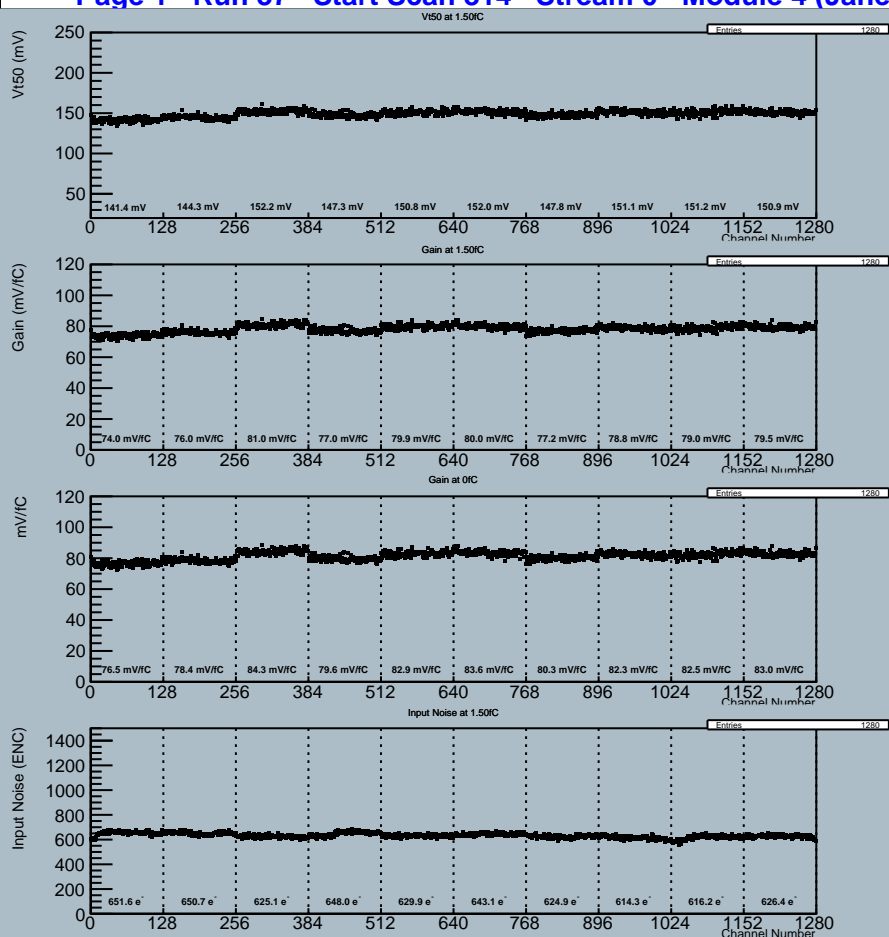 Page 1 Run 37 Start Scan 314 Stream 0 Module 4
Vt50 at 1.50fC
Entries 1280
Vt50 (mV)
250
200
150
100
50
141.4 mV 144.3 mV 152.2 mV 147.3 mV 150.8 mV 152.0 mV 147.8 mV 151.1 mV 151.2 mV 150.9 mV
0 128 256 384 512 640 768 896 1024 1152 1280
Channel Number
Gain at 1.50fC
Entries 1280
Gain (mV/fC)
120
100
80
60
40
20
0
74.0 mV/fC 76.0 mV/fC 81.0 mV/fC 77.0 mV/fC 79.9 mV/fC 80.0 mV/fC 77.2 mV/fC 78.8 mV/fC 79.0 mV/fC 79.5 mV/fC
0 128 256 384 512 640 768 896 1024 1152 1280
Channel Number
Gain at 0fC
Entries 1280
mV/fC
120
100
80
60
40
20
0
76.5 mV/fC 78.4 mV/fC 84.3 mV/fC 79.6 mV/fC 82.9 mV/fC 83.6 mV/fC 80.3 mV/fC 82.3 mV/fC 82.5 mV/fC 83.0 mV/fC
0 128 256 384 512 640 768 896 1024 1152 1280
Channel Number
Input Noise at 1.50fC
Entries 1280
Input Noise (ENC)
1400
1200
1000
800
600
400
200
0
651.6 e⁻ 650.7 e⁻ 625.1 e⁻ 648.0 e⁻ 629.9 e⁻ 643.1 e⁻ 624.9 e⁻ 614.3 e⁻ 616.2 e⁻ 626.4 e⁻
0 128 256 384 512 640 768 896 1024 1152 1280
Channel Number